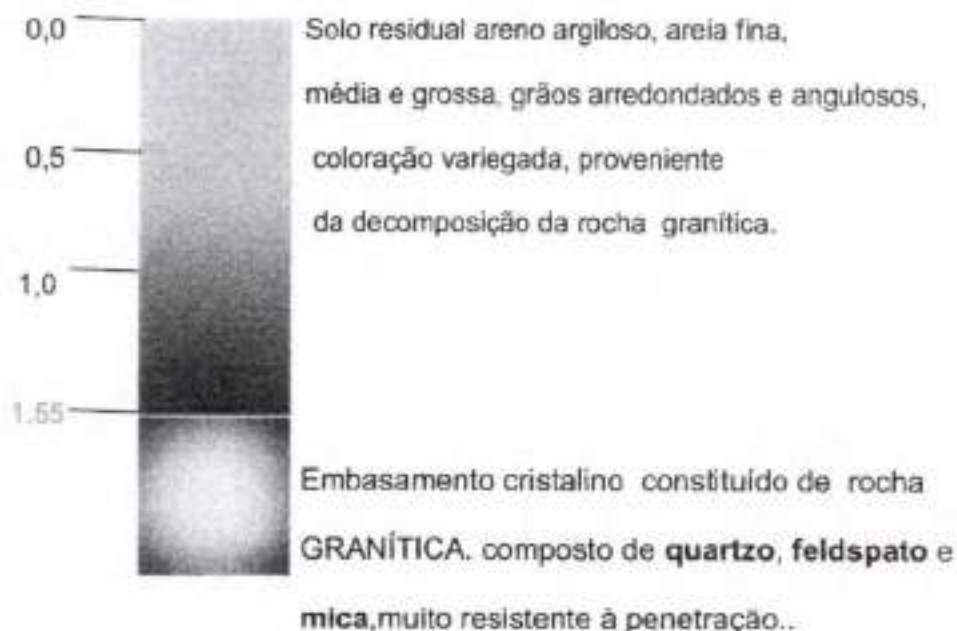 0,0
Solo residual areno argiloso, areia fina,
média e grossa, grãos arredondados e angulosos,
0,5
coloração variegada, proveniente
da decomposição da rocha granítica.
1,0
1.55
Embasamento cristalino constituído de rocha
GRANÍTICA. composto de quartzo, feldspato e
mica,muito resistente à penetração..